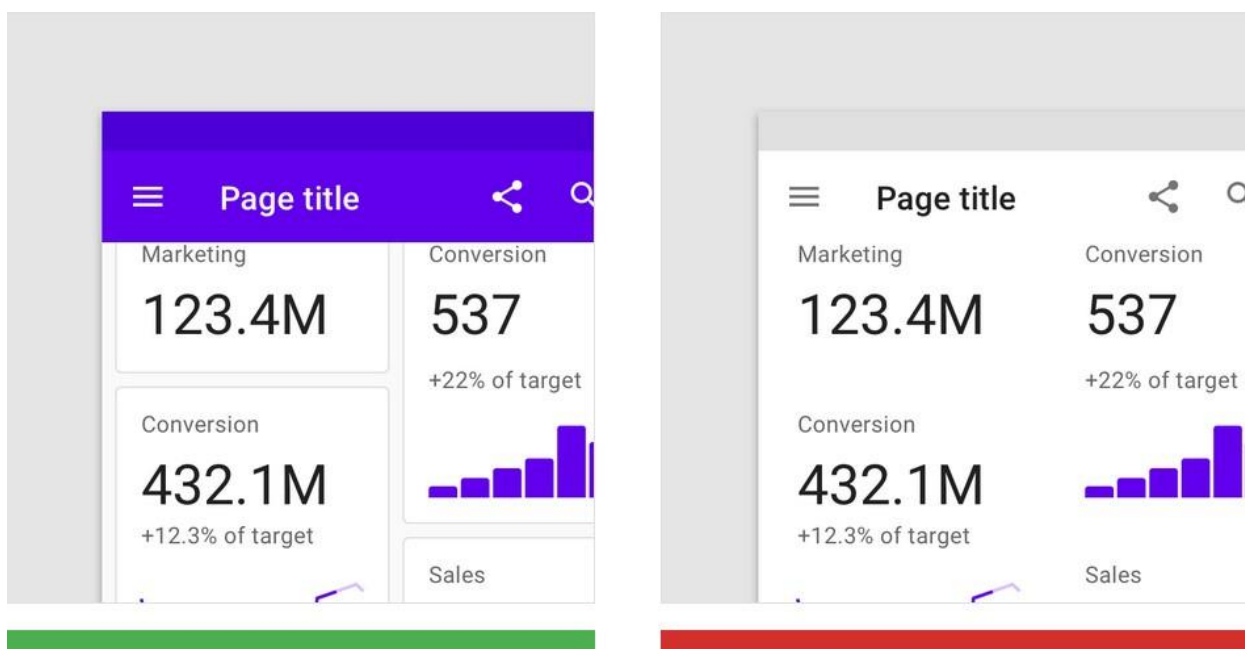 Page title
Marketing
123.4M
Conversion
432.1M
+12.3% of target
Conversion
537
+22% of target
Sales
Page title
Marketing
123.4M
Conversion
432.1M
+12.3% of target
Conversion
537
+22% of target
Sales